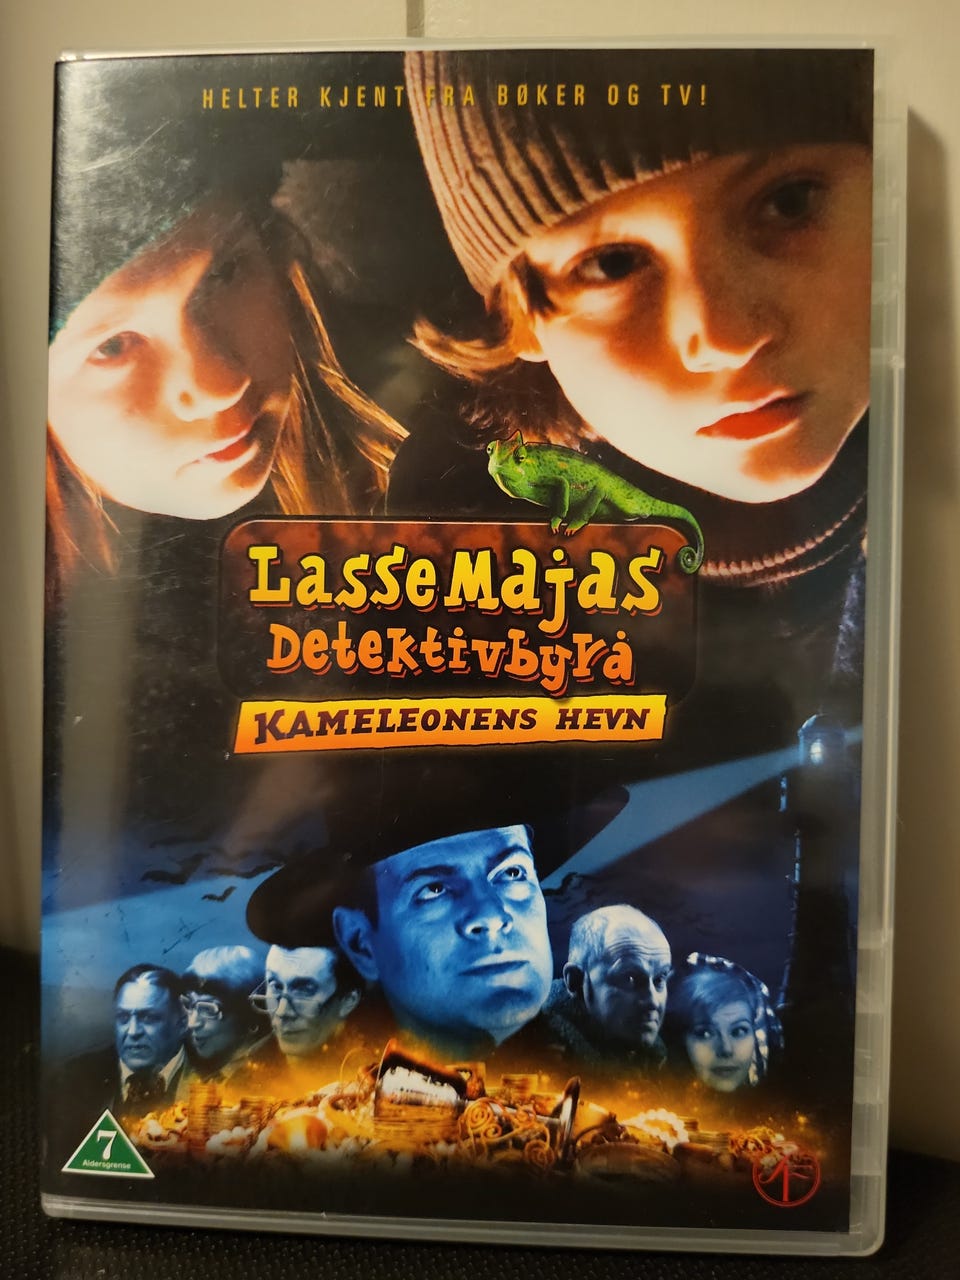 HELTER KJENT FRA BØKER OG TV!
LasseMajas
Detektivbyrå
KAMELEONENS HEVN
7
Aldersgrense